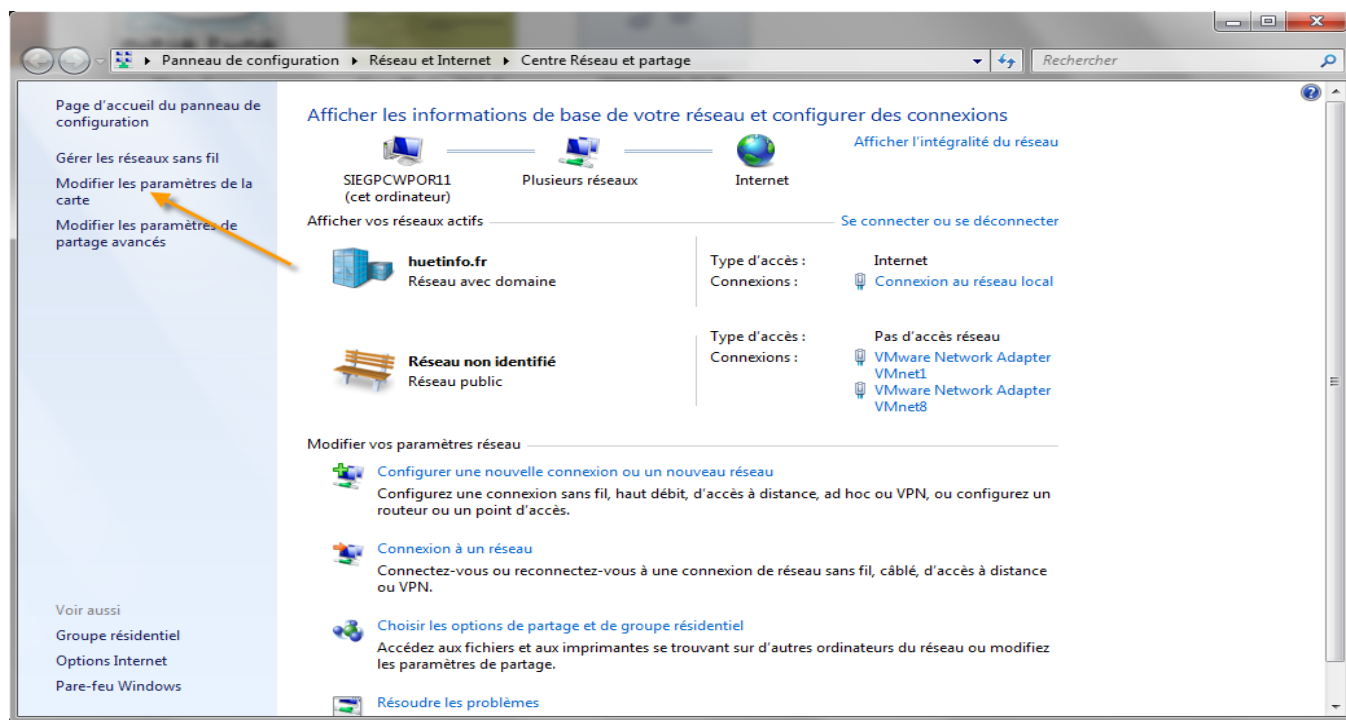 Panneau de configuration ▸ Réseau et Internet ▸ Centre Réseau et partage
Rechercher
Page d'accueil du panneau de
configuration
Gérer les réseaux sans fil
Modifier les paramètres de la
carte
Modifier les paramètres de
partage avancés
Voir aussi
Groupe résidentiel
Options Internet
Pare-feu Windows
Afficher les informations de base de votre réseau et configurer des connexions
Afficher l'intégralité du réseau
SIEGPCWPOR11
(cet ordinateur)
Plusieurs réseaux
Internet
Afficher vos réseaux actifs
Se connecter ou se déconnecter
huetinfo.fr
Réseau avec domaine
Type d'accès : Internet
Connexions : Connexion au réseau local
Réseau non identifié
Réseau public
Type d'accès : Pas d'accès réseau
Connexions : VMware Network Adapter
VMnet1
VMware Network Adapter
VMnet8
Modifier vos paramètres réseau
Configurer une nouvelle connexion ou un nouveau réseau
Configurez une connexion sans fil, haut débit, d'accès à distance, ad hoc ou VPN, ou configurez un
routeur ou un point d'accès.
Connexion à un réseau
Connectez-vous ou reconnectez-vous à une connexion de réseau sans fil, câblé, d'accès à distance
ou VPN.
Choisir les options de partage et de groupe résidentiel
Accédez aux fichiers et aux imprimantes se trouvant sur d'autres ordinateurs du réseau ou modifiez
les paramètres de partage.
Résoudre les problèmes